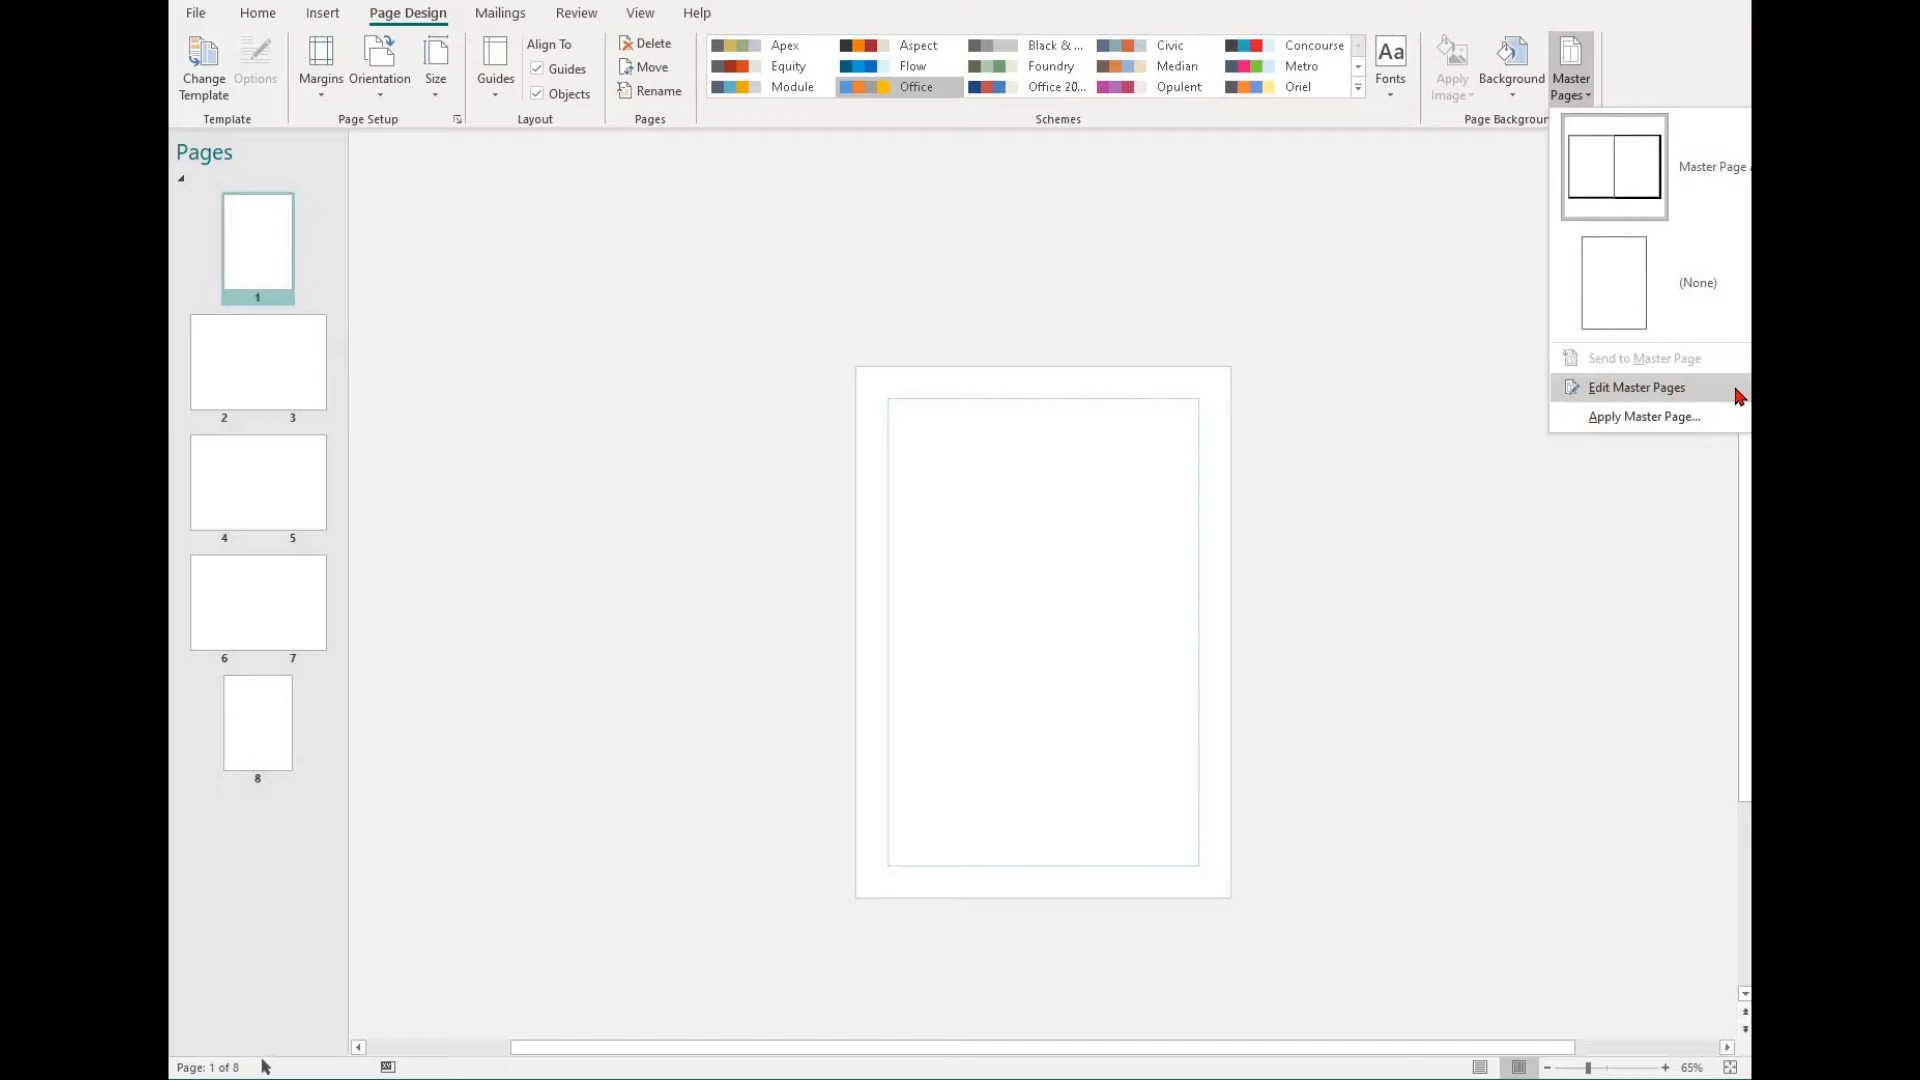 File Home Insert Page Design Mailings Review View Help
Change Template
Options
Margins
Orientation
Size
Guides
Align To
Guides
Objects
Delete
Move
Rename
Apex Aspect Black & ... Civic Concourse
Equity Flow Foundry Median Metro
Module Office Office 20... Opulent Oriel
Aa
Fonts
Apply Image
Background
Master Pages
Template Page Setup Layout Pages Schemes Page Backgroun
Pages
1
2 3
4 5
6 7
8
Master Page
(None)
Send to Master Page
Edit Master Pages
Apply Master Page...
Page: 1 of 8
65%